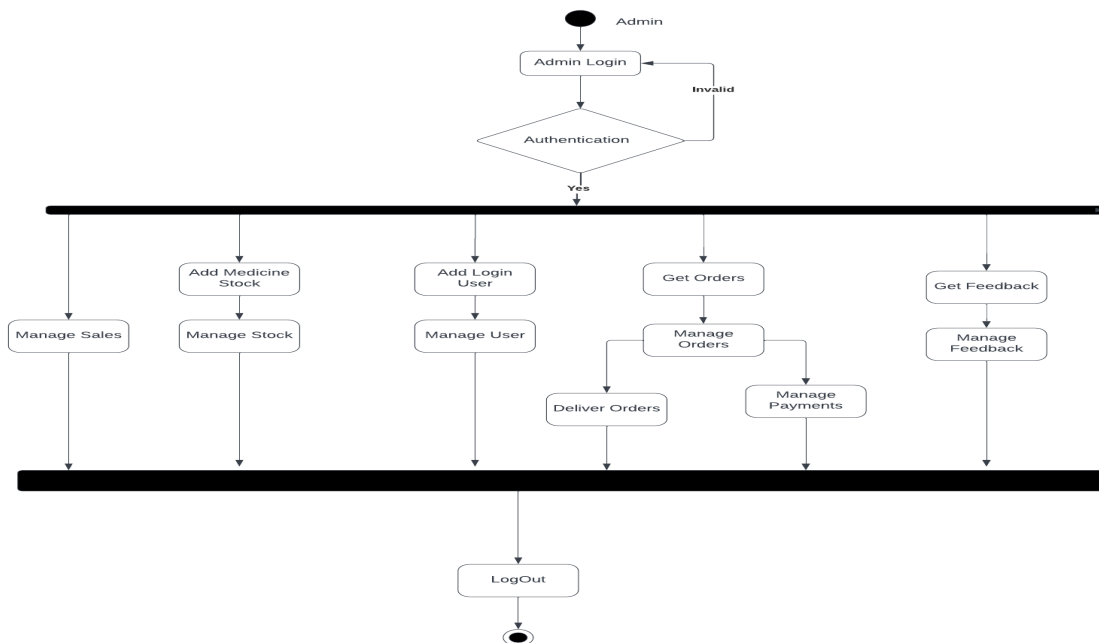 Admin
Admin Login
Invalid
Authentication
Yes
Add Medicine
Stock
Add Login
User
Get Orders
Get Feedback
Manage Sales
Manage Stock
Manage User
Manage
Orders
Manage
Feedback
Deliver Orders
Manage
Payments
LogOut